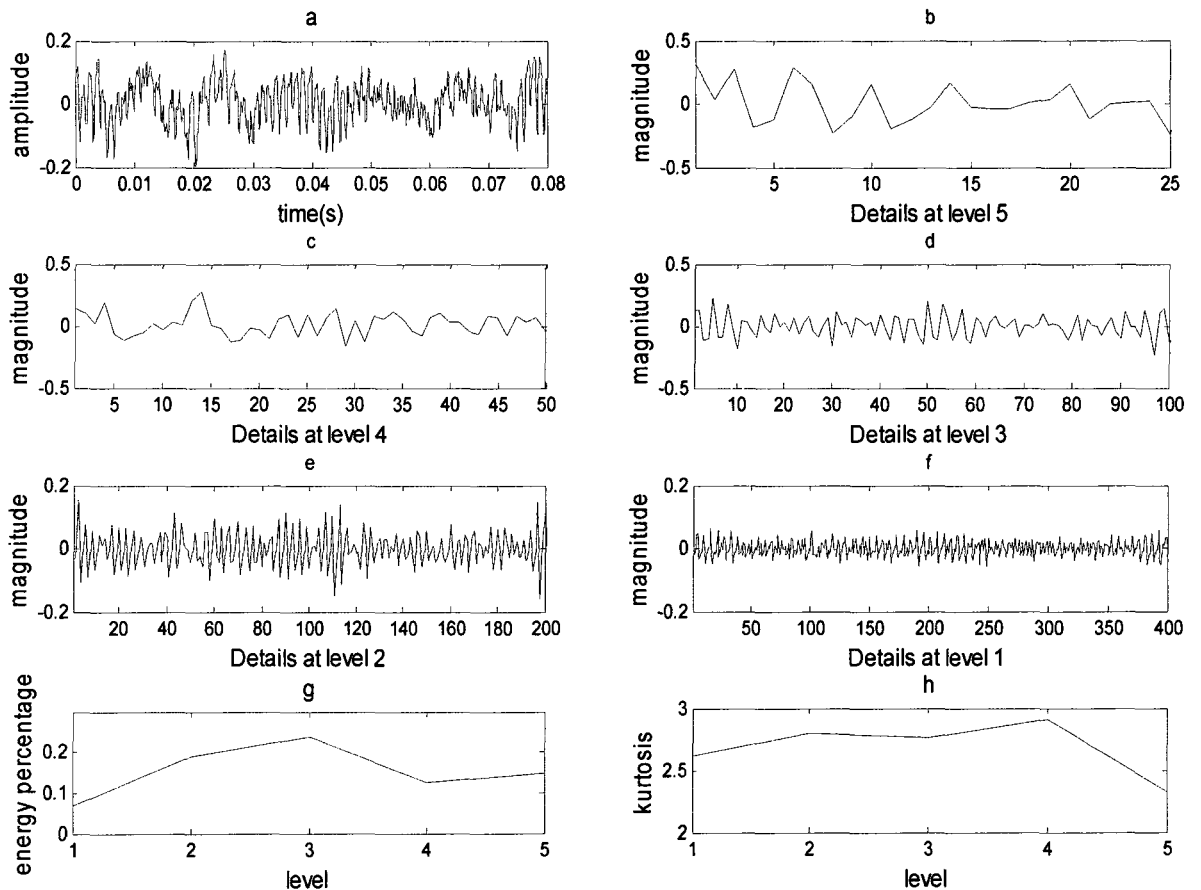 a
amplitude
0.2
0
-0.2
0 0.01 0.02 0.03 0.04 0.05 0.06 0.07 0.08
time(s)
b
magnitude
0.5
0
-0.5
5 10 15 20 25
Details at level 5
c
magnitude
0.5
0
-0.5
5 10 15 20 25 30 35 40 45 50
Details at level 4
d
magnitude
0.5
0
-0.5
10 20 30 40 50 60 70 80 90 100
Details at level 3
e
magnitude
0.2
0
-0.2
20 40 60 80 100 120 140 160 180 200
Details at level 2
f
magnitude
0.2
0
-0.2
50 100 150 200 250 300 350 400
Details at level 1
g
energy percentage
0.2
0.1
0
1 2 3 4 5
level
h
kurtosis
3
2.5
2
1 2 3 4 5
level